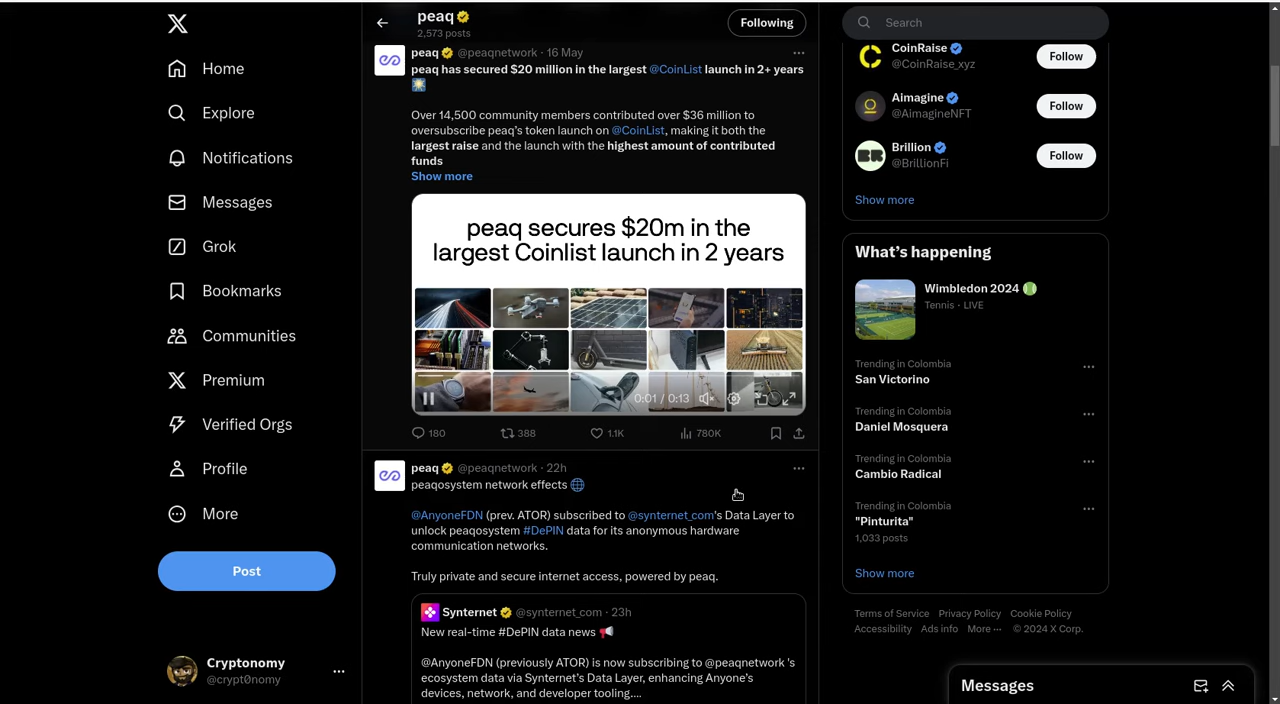 Home
Explore
Notifications
Messages
Grok
Bookmarks
Communities
Premium
Verified Orgs
Profile
More
Post
Cryptonomy
@crypt0nomy
peaq
2,573 posts
Following
peaq @peaqnetwork · 16 May
peaq has secured $20 million in the largest @CoinList launch in 2+ years
Over 14,500 community members contributed over $36 million to
oversubscribe peaq's token launch on @CoinList, making it both the
largest raise and the launch with the highest amount of contributed
funds
Show more
peaq secures $20m in the
largest Coinlist launch in 2 years
0:01 / 0:13
180 388 1.1K 780K
peaq @peaqnetwork · 22h
peaqosystem network effects
@AnyoneFDN (prev. ATOR) subscribed to @synternet_com's Data Layer to
unlock peaqosystem #DePIN data for its anonymous hardware
communication networks.
Truly private and secure internet access, powered by peaq.
Synternet @synternet_com · 23h
New real-time #DePIN data news
@AnyoneFDN (previously ATOR) is now subscribing to @peaqnetwork 's
ecosystem data via Synternet's Data Layer, enhancing Anyone's
devices, network, and developer tooling....
Search
CoinRaise
@CoinRaise_xyz
Follow
Aimagine
@AimagineNFT
Follow
Brillion
@BrillionFi
Follow
Show more
What's happening
Wimbledon 2024
Tennis · LIVE
Trending in Colombia
San Victorino
Trending in Colombia
Daniel Mosquera
Trending in Colombia
Cambio Radical
Trending in Colombia
"Pinturita"
1,033 posts
Show more
Terms of Service Privacy Policy Cookie Policy
Accessibility Ads info More ··· © 2024 X Corp.
Messages